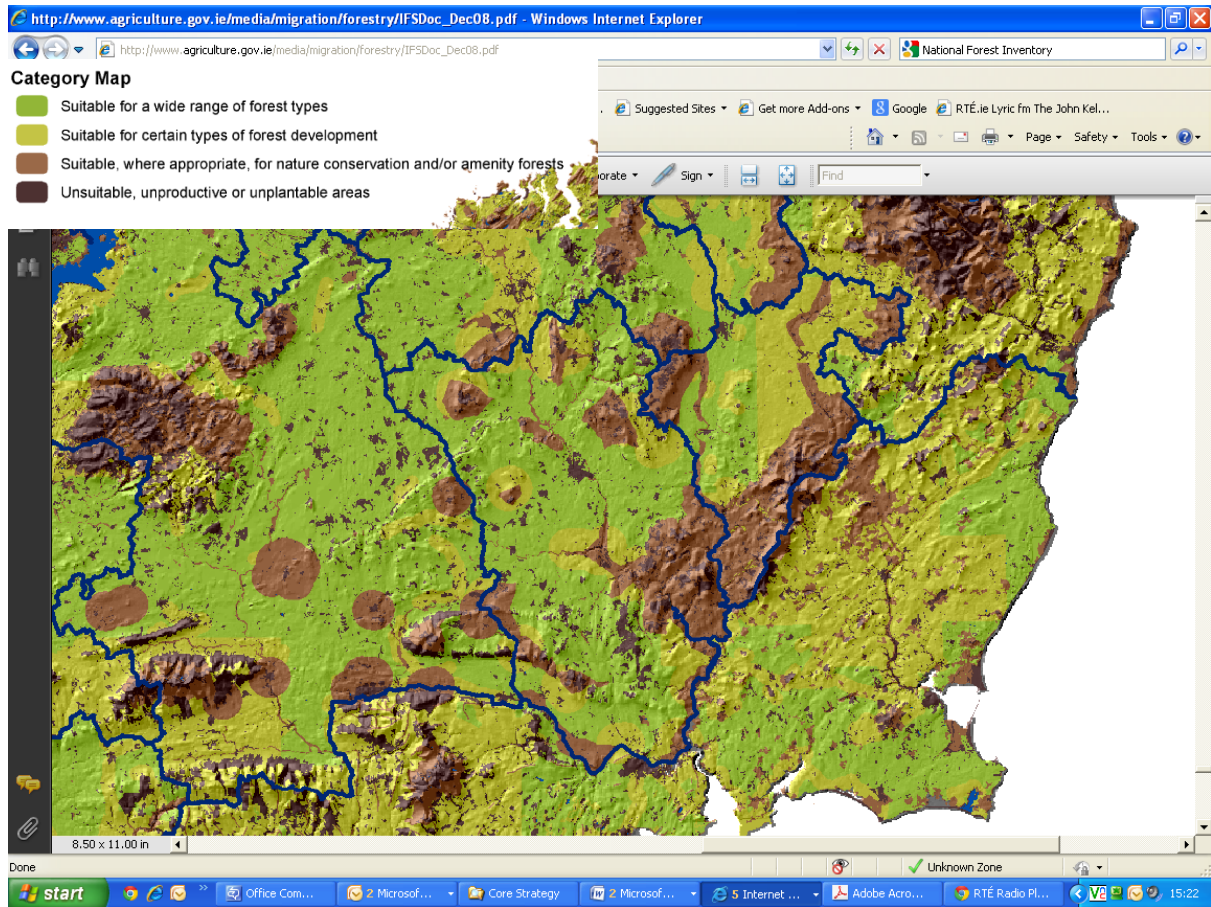 http://www.agriculture.gov.ie/media/migration/forestry/IFSDoc_Dec08.pdf - Windows Internet Explorer
http://www.agriculture.gov.ie/media/migration/forestry/IFSDoc_Dec08.pdf
National Forest Inventory
Category Map
Suitable for a wide range of forest types
Suitable for certain types of forest development
Suitable, where appropriate, for nature conservation and/or amenity forests
Unsuitable, unproductive or unplantable areas
Suggested Sites
Get more Add-ons
Google
RTÉ.ie Lyric fm The John Kel...
Page
Safety
Tools
orate
Sign
Find
8.50 x 11.00 in
Done
Unknown Zone
start
Office Com...
2 Microsof...
Core Strategy
2 Microsof...
5 Internet ...
Adobe Acro...
RTÉ Radio Pl...
15:22